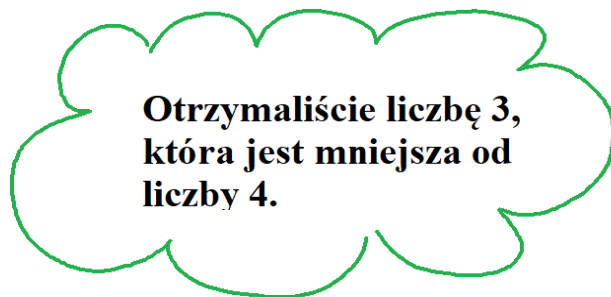 Otrzymaliście liczbę 3,
która jest mniejsza od
liczby 4.